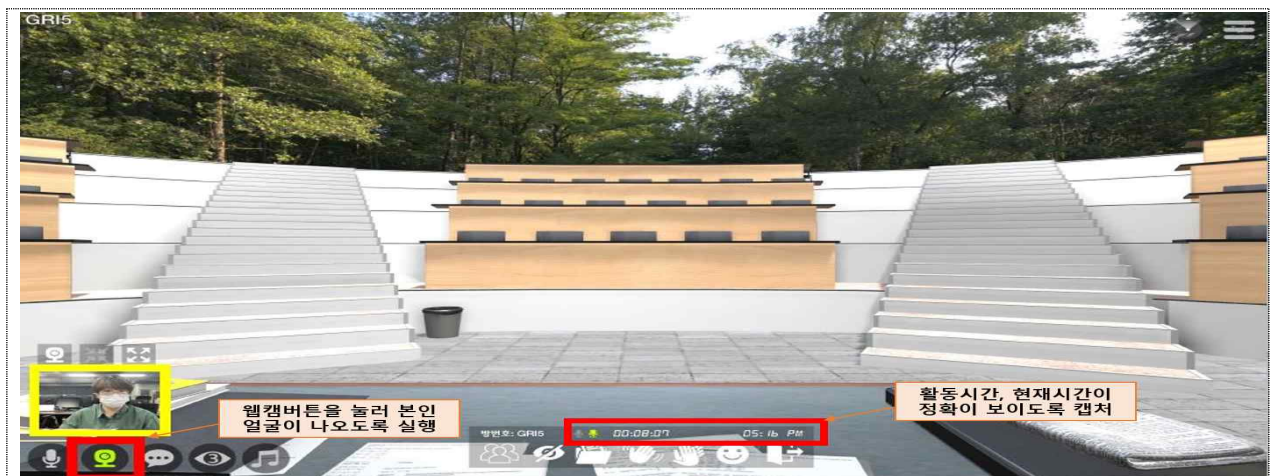 GRI5
웹캠버튼을 눌러 본인
얼굴이 나오도록 실행
활동시간, 현재시간이
정확이 보이도록 캡처
방번호: GRI5 00:08:07 05:16 PM
3